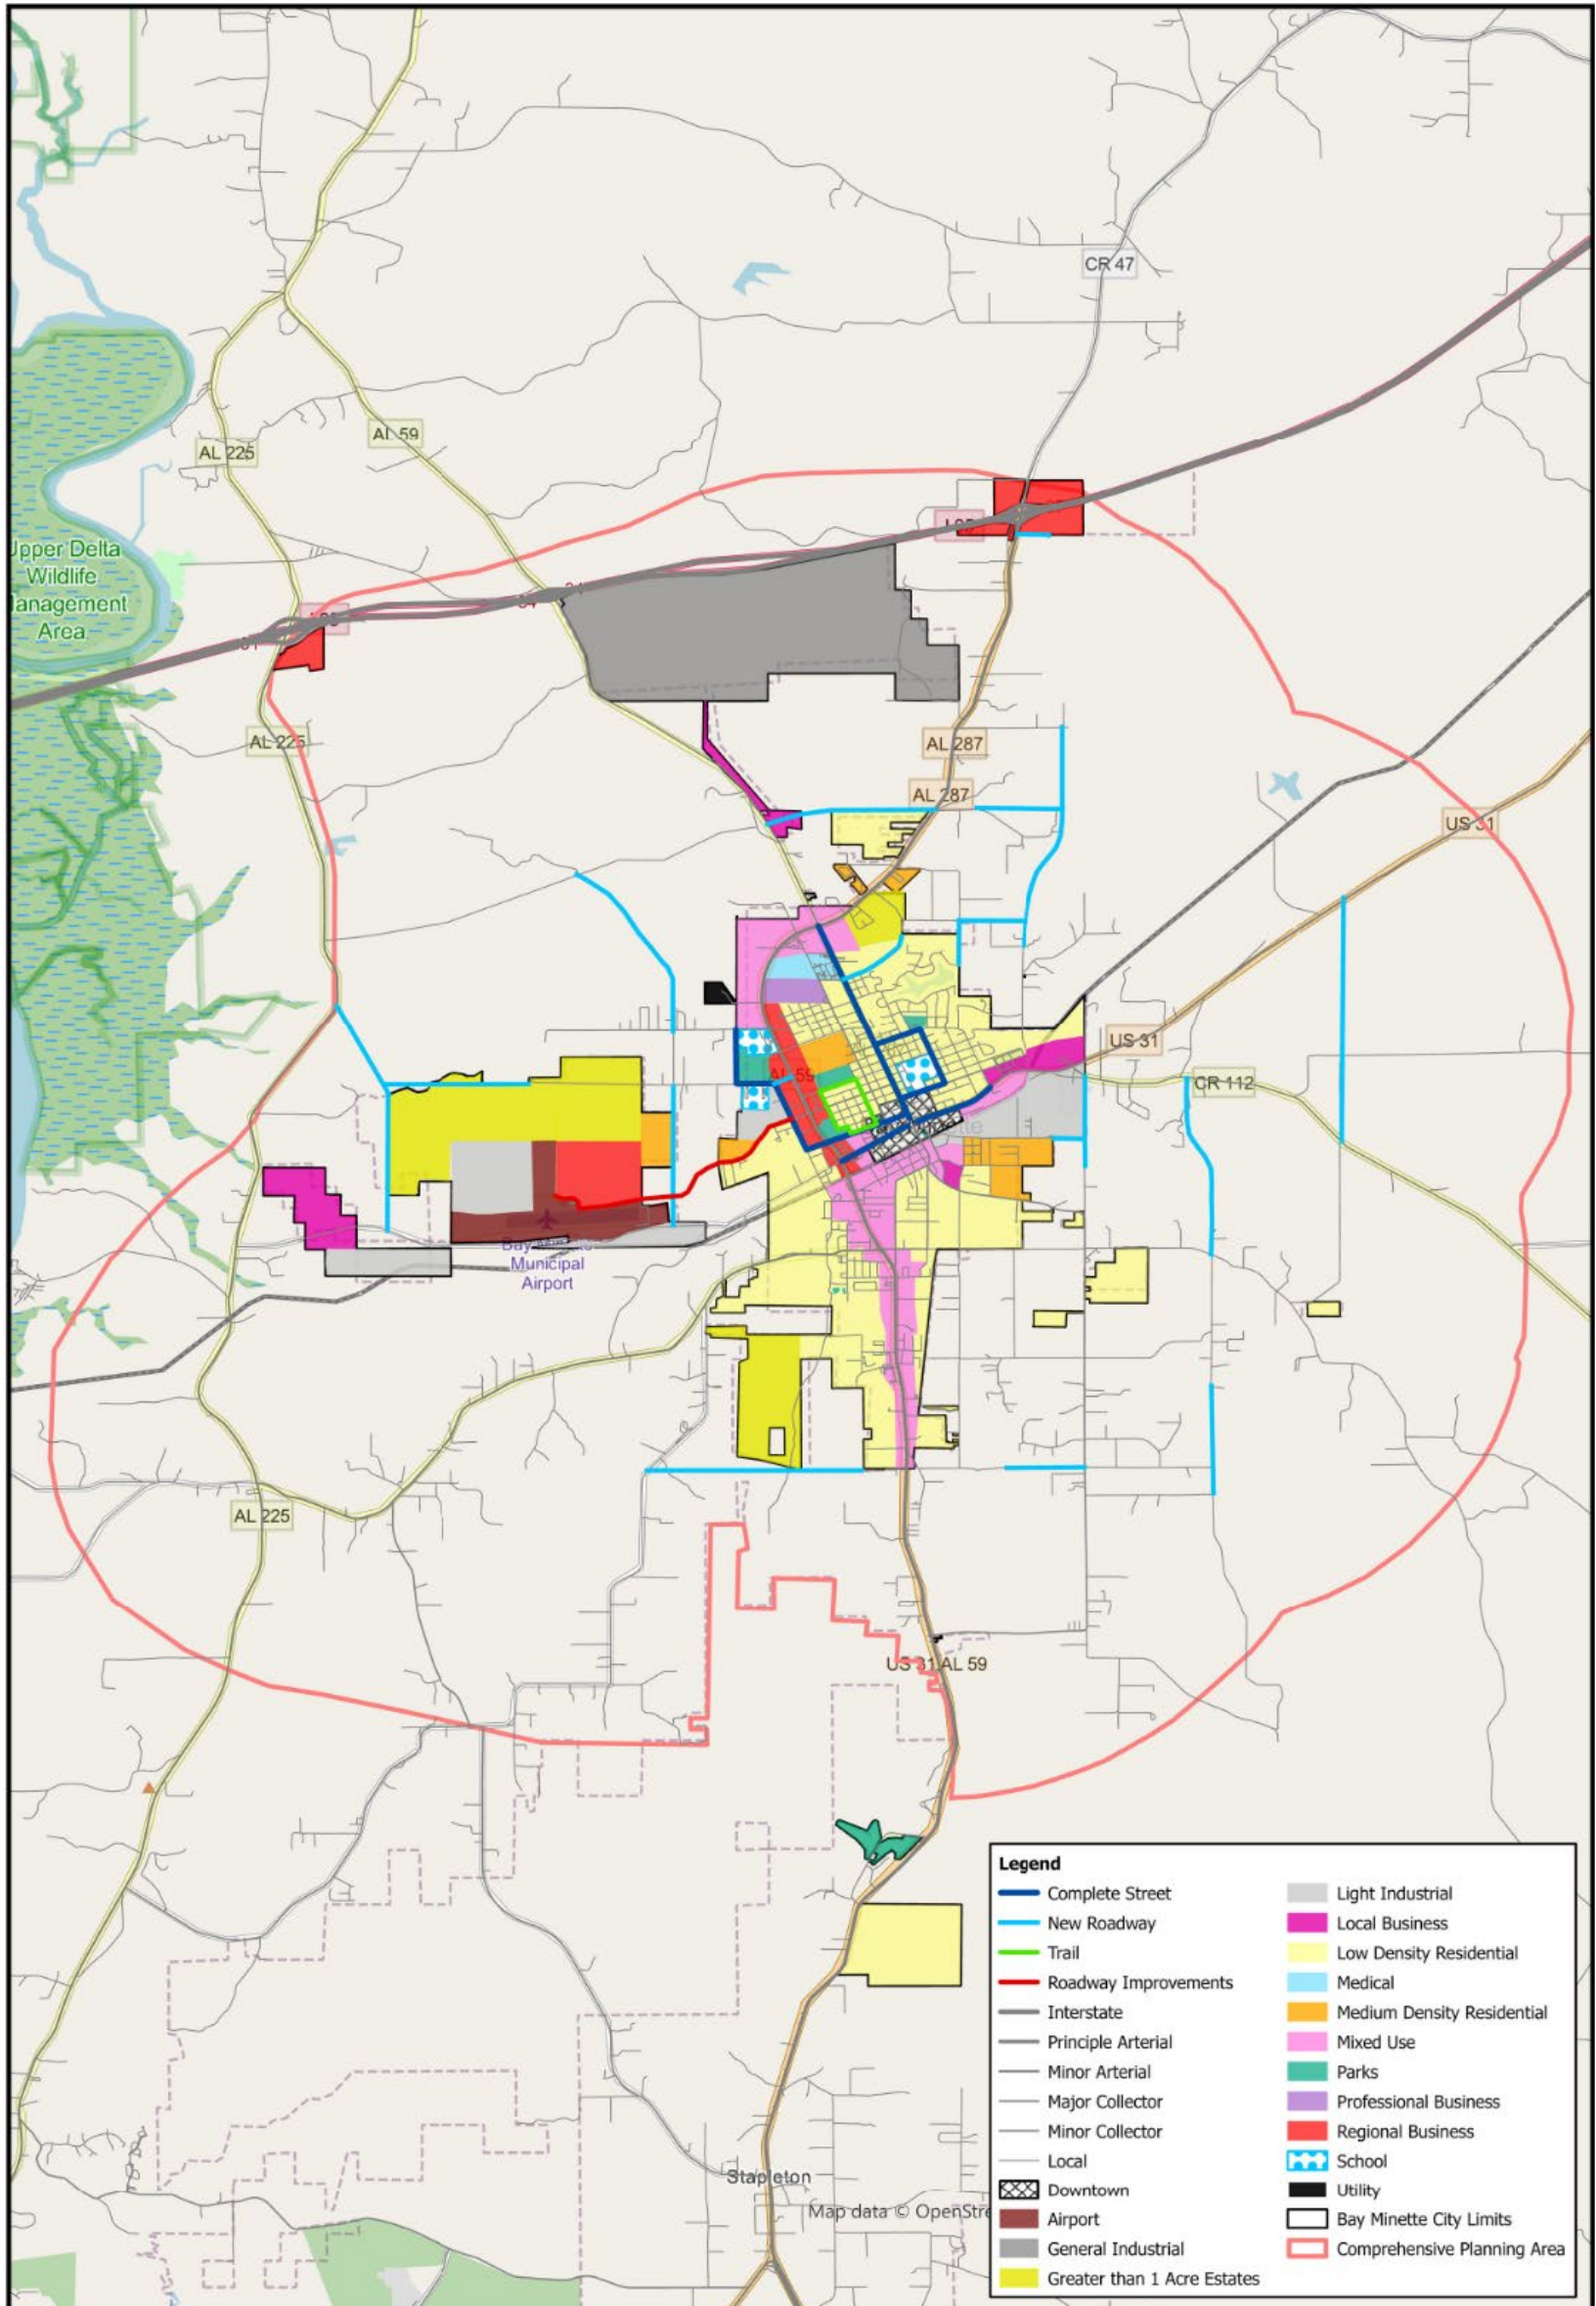 CR 47
AL 59
AL 225
Upper Delta
Wildlife
Management
Area
AL 225
AL 287
AL 287
US 31
US 31
AL 59
CR 112
Municipal
Airport
AL 225
US 31 AL 59
Stapleton
Map data © OpenStre
Legend
Complete Street
New Roadway
Trail
Roadway Improvements
Interstate
Principle Arterial
Minor Arterial
Major Collector
Minor Collector
Local
Downtown
Airport
General Industrial
Greater than 1 Acre Estates
Light Industrial
Local Business
Low Density Residential
Medical
Medium Density Residential
Mixed Use
Parks
Professional Business
Regional Business
School
Utility
Bay Minette City Limits
Comprehensive Planning Area